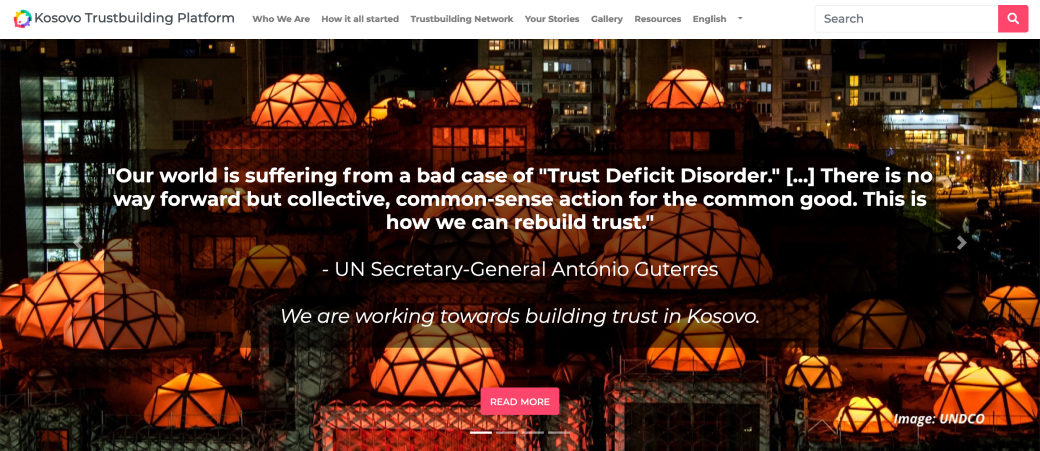 Kosovo Trustbuilding Platform
Who We Are
How it all started
Trustbuilding Network
Your Stories
Gallery
Resources
English
Search
"Our world is suffering from a bad case of "Trust Deficit Disorder." [...] There is no
way forward but collective, common-sense action for the common good. This is
how we can rebuild trust."
- UN Secretary-General António Guterres
We are working towards building trust in Kosovo.
READ MORE
Image: UNDCO